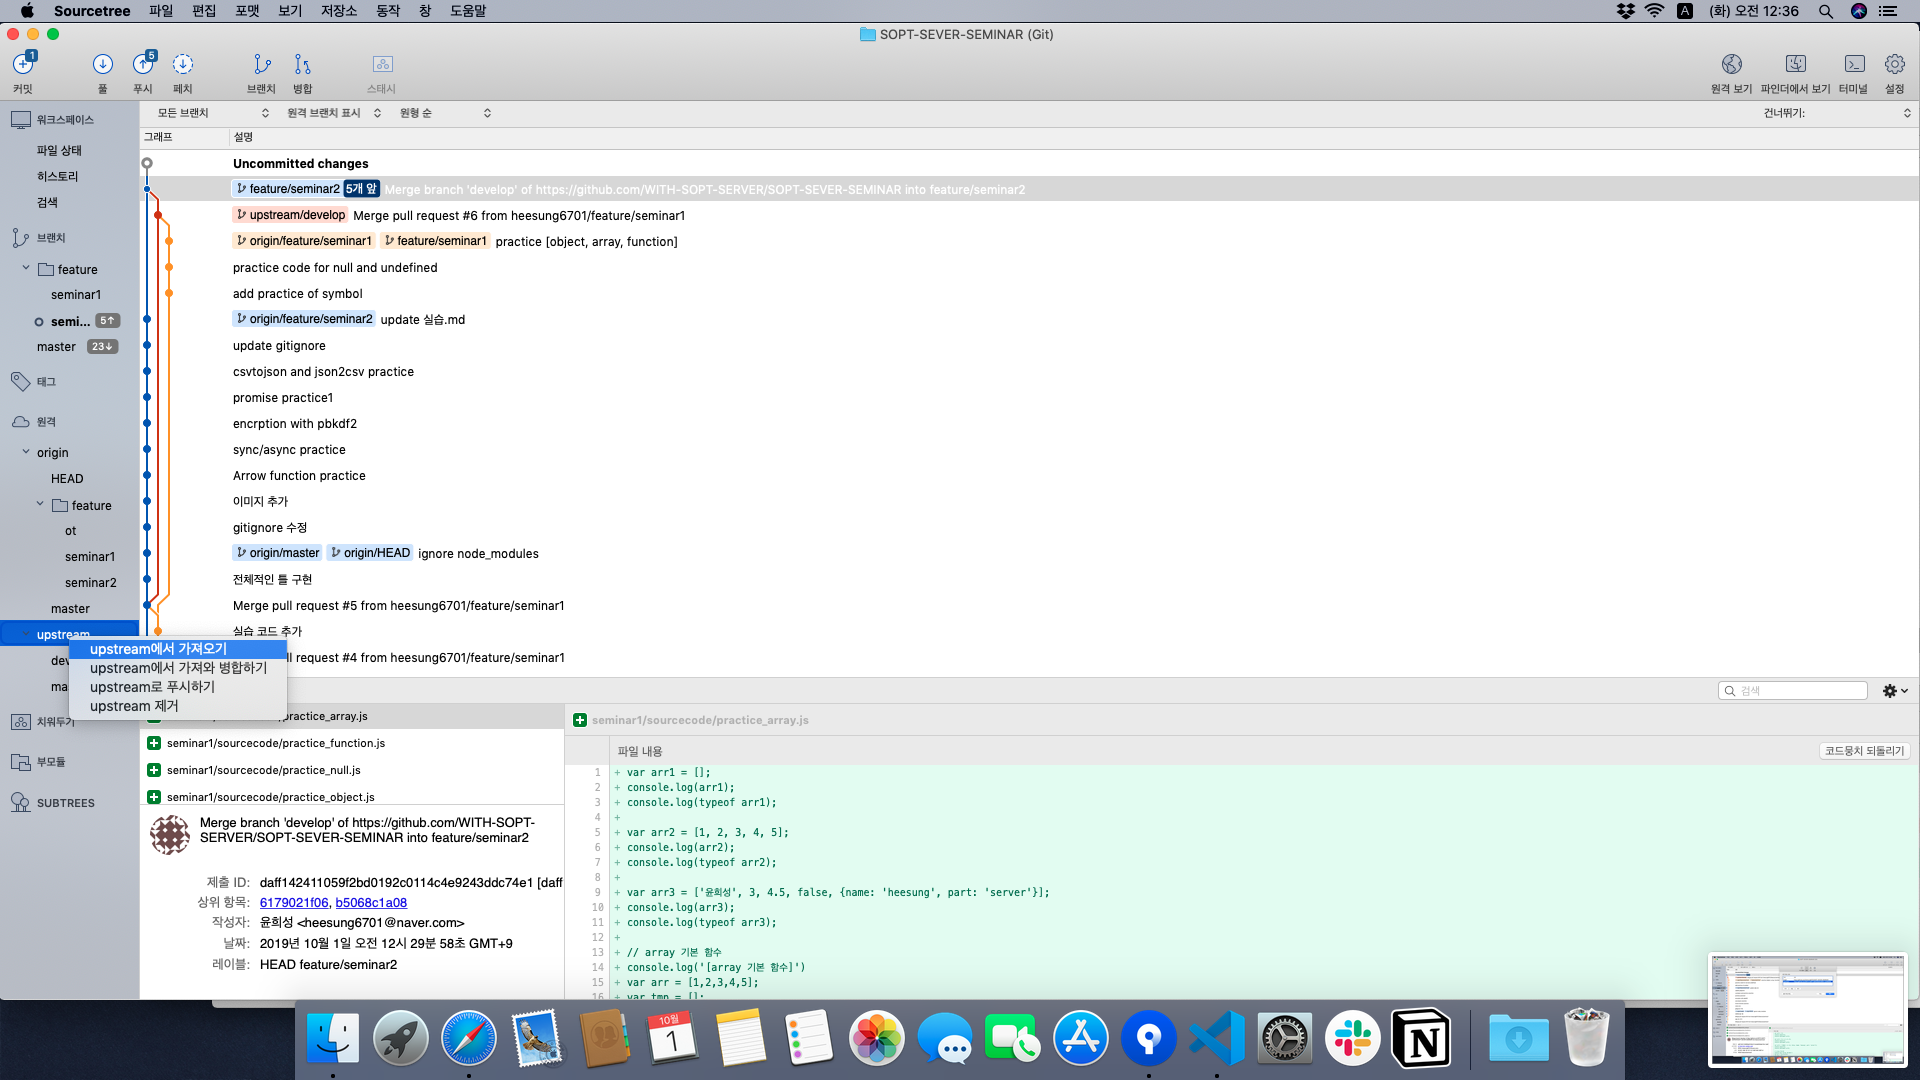 Sourcetree 파일 편집 포맷 보기 저장소 동작 창 도움말
A (화) 오전 12:36
SOPT-SEVER-SEMINAR (Git)
1
5
커밋 풀 푸시 페치 브랜치 병합 스태시
원격 보기 파인더에서 보기 터미널 설정
모든 브랜치 원격 브랜치 표시 원형 순 건너뛰기:
그래프 설명
워크스페이스
파일 상태
히스토리
검색
브랜치
feature
seminar1
semi... 5↑
master 23↓
태그
원격
origin
HEAD
feature
ot
seminar1
seminar2
master
upstream
치워두기
부모듈
SUBTREES
upstream에서 가져오기
upstream에서 가져와 병합하기
upstream로 푸시하기
upstream 제거
Uncommitted changes
feature/seminar2 5개 앞 Merge branch 'develop' of https://github.com/WITH-SOPT-SERVER/SOPT-SEVER-SEMINAR into feature/seminar2
upstream/develop Merge pull request #6 from heesung6701/feature/seminar1
origin/feature/seminar1 feature/seminar1 practice [object, array, function]
practice code for null and undefined
add practice of symbol
origin/feature/seminar2 update 실습.md
update gitignore
csvtojson and json2csv practice
promise practice1
encrption with pbkdf2
sync/async practice
Arrow function practice
이미지 추가
gitignore 수정
origin/master origin/HEAD ignore node_modules
전체적인 틀 구현
Merge pull request #5 from heesung6701/feature/seminar1
실습 코드 추가
ll request #4 from heesung6701/feature/seminar1
검색
practice_array.js
seminar1/sourcecode/practice_function.js
seminar1/sourcecode/practice_null.js
seminar1/sourcecode/practice_object.js
Merge branch 'develop' of https://github.com/WITH-SOPT-
SERVER/SOPT-SEVER-SEMINAR into feature/seminar2
제출 ID: daff142411059f2bd0192c0114c4e9243ddc74e1 [daff
상위 항목: 6179021f06, b5068c1a08
작성자: 윤희성 <heesung6701@naver.com>
날짜: 2019년 10월 1일 오전 12시 29분 58초 GMT+9
레이블: HEAD feature/seminar2
seminar1/sourcecode/practice_array.js
파일 내용 코드뭉치 되돌리기
1 + var arr1 = [];
2 + console.log(arr1);
3 + console.log(typeof arr1);
4 +
5 + var arr2 = [1, 2, 3, 4, 5];
6 + console.log(arr2);
7 + console.log(typeof arr2);
8 +
9 + var arr3 = ['윤희성', 3, 4.5, false, {name: 'heesung', part: 'server'}];
10 + console.log(arr3);
11 + console.log(typeof arr3);
12 +
13 + // array 기본 함수
14 + console.log('[array 기본 함수]')
15 + var arr = [1,2,3,4,5];
16 + var tmp = [];
10월
1